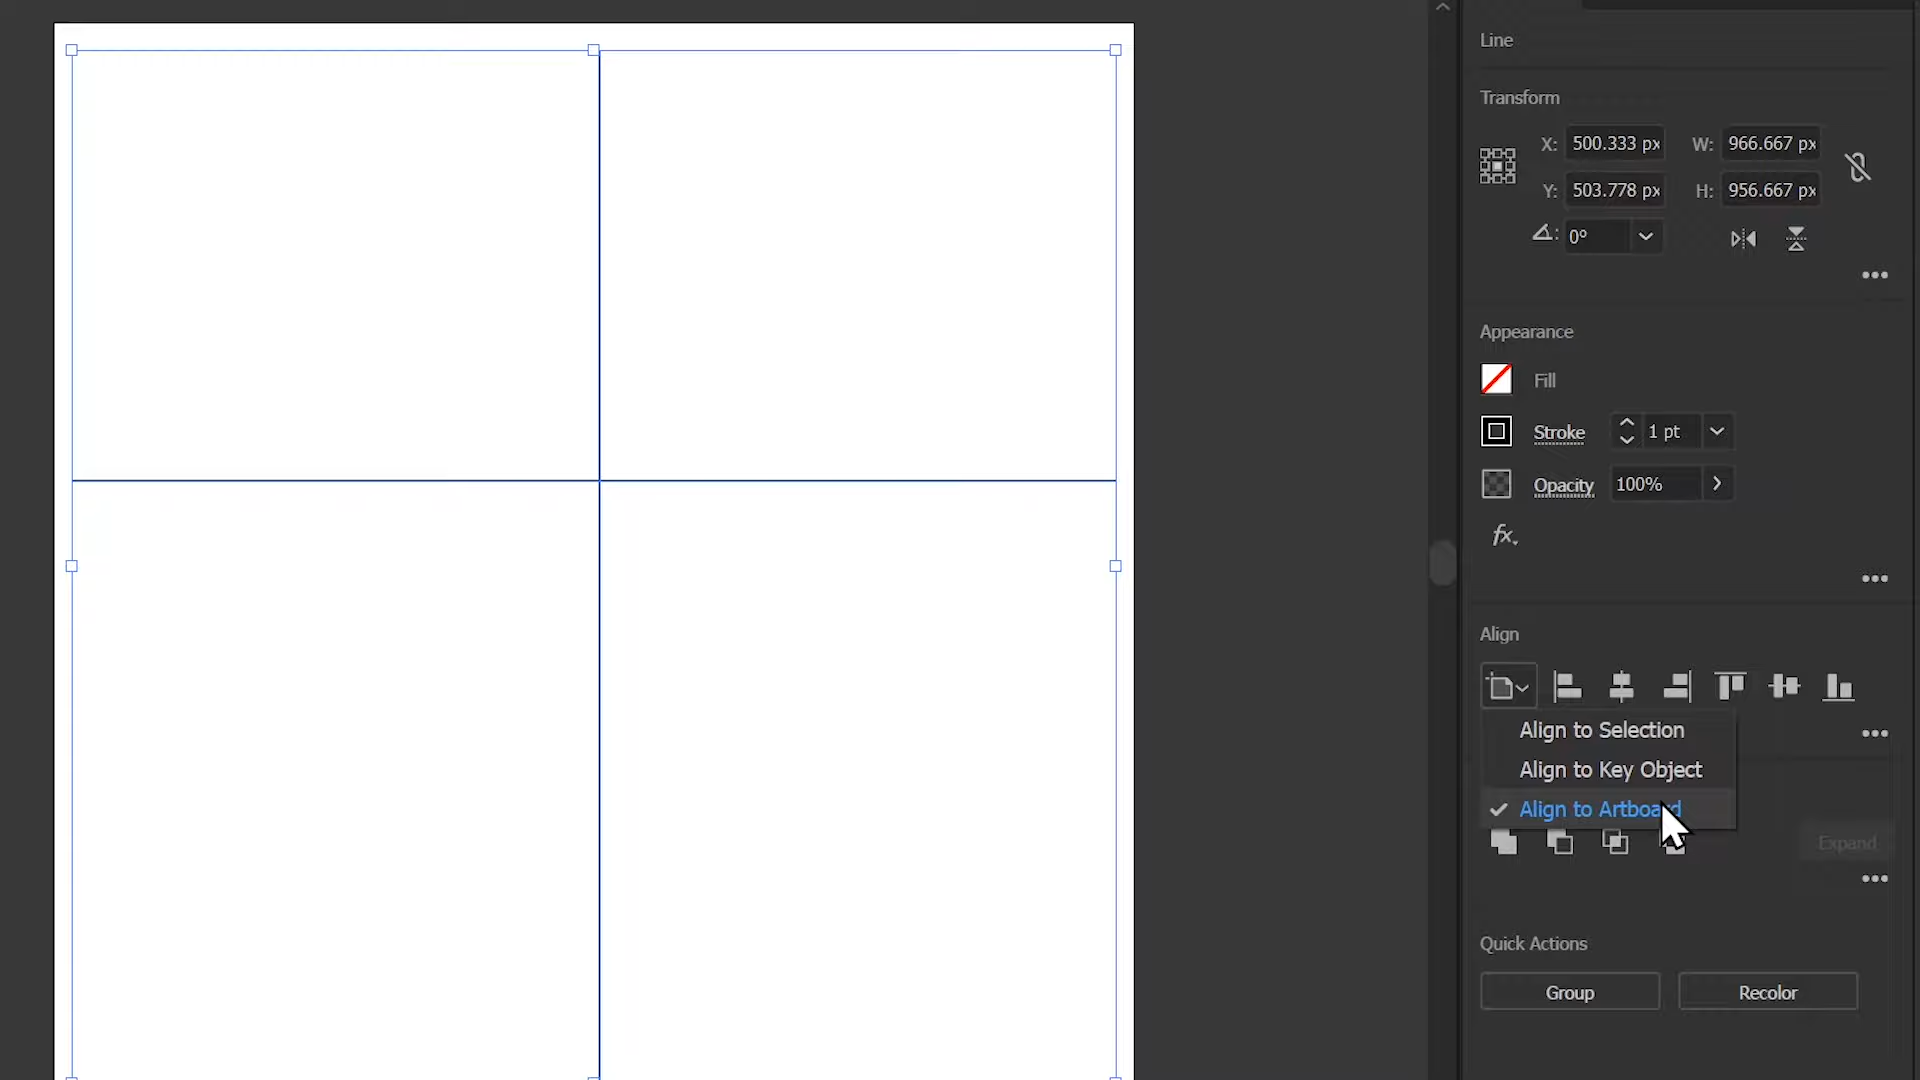 Line
Transform
X: 500.333 px W: 966.667 px
Y: 503.778 px H: 956.667 px
0°
Appearance
Fill
Stroke 1 pt
Opacity 100%
fx
Align
Align to Selection
Align to Key Object
Align to Artboard
Expand
Quick Actions
Group Recolor